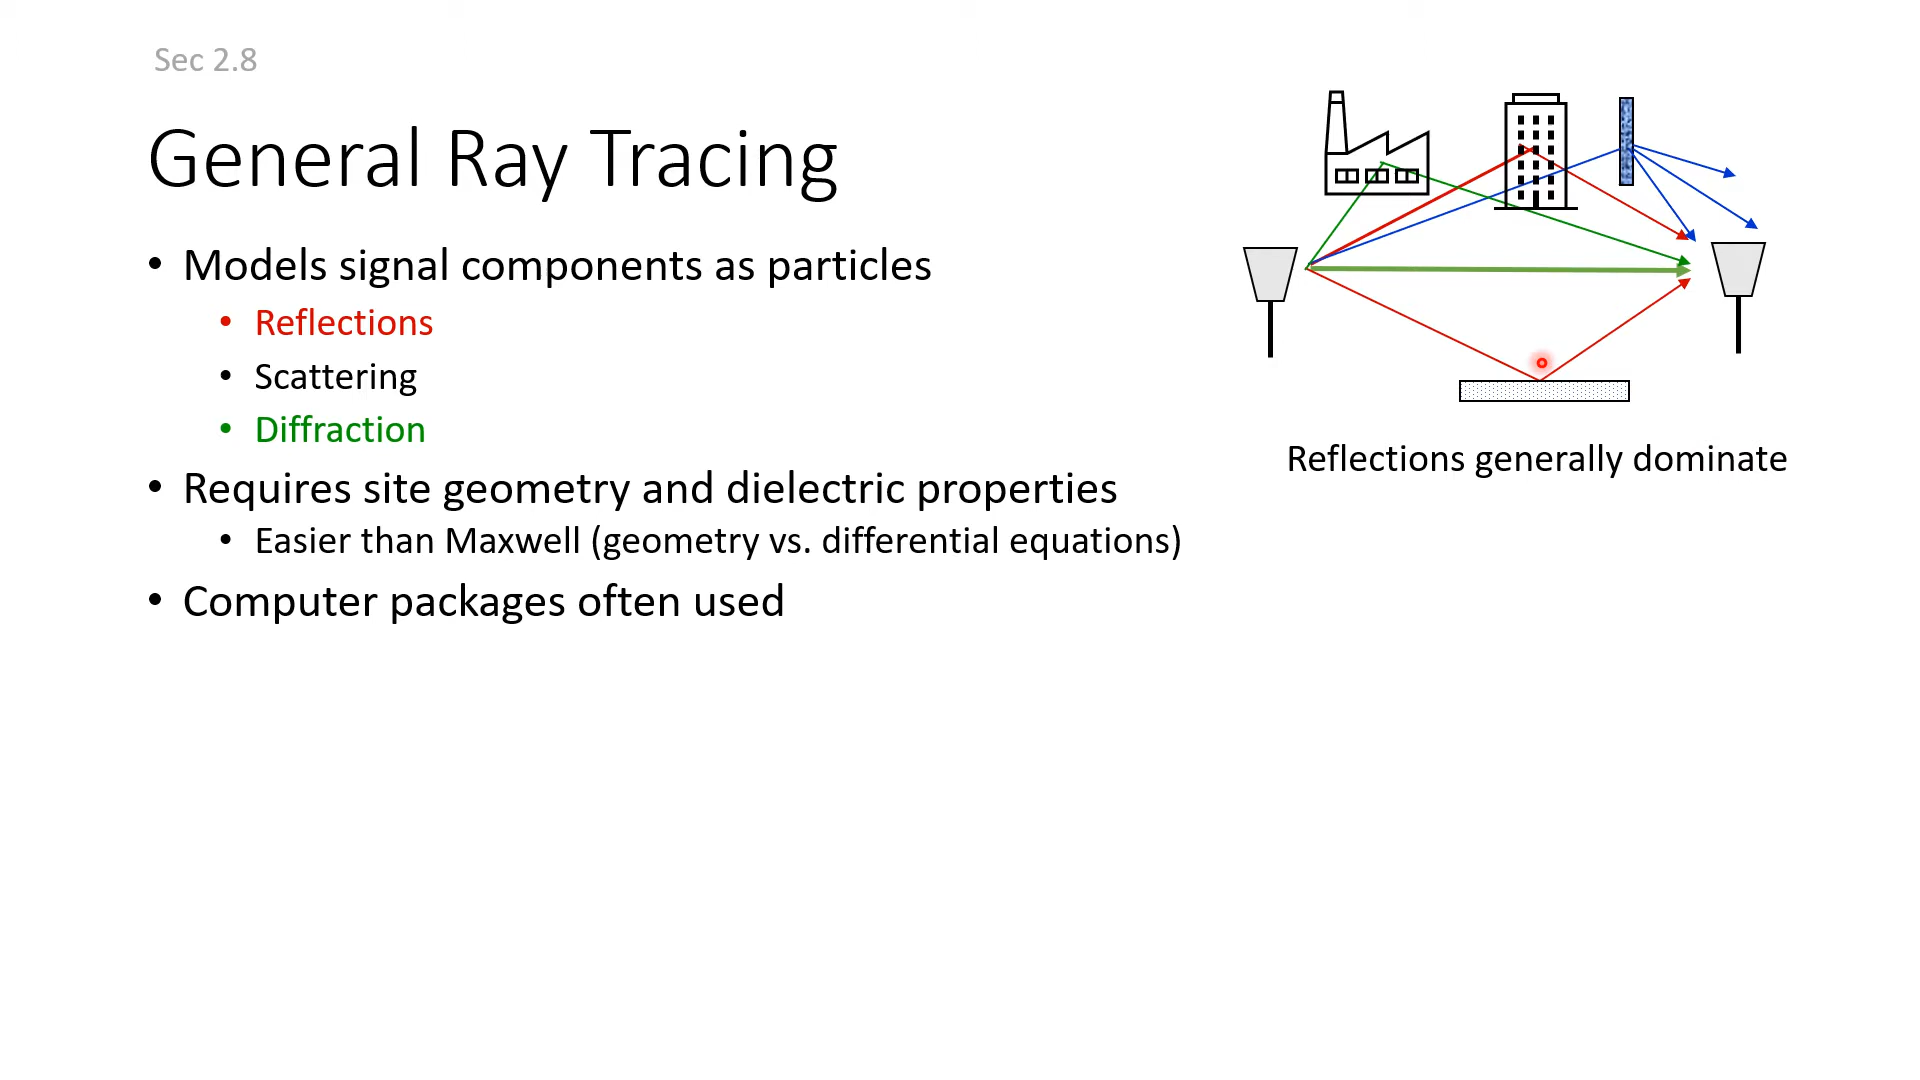 Sec 2.8
General Ray Tracing
• Models signal components as particles
• Reflections
• Scattering
• Diffraction
• Requires site geometry and dielectric properties
• Easier than Maxwell (geometry vs. differential equations)
• Computer packages often used
Reflections generally dominate